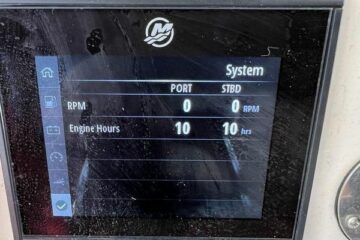 System
PORT STBD
RPM 0 0 RPM
Engine Hours 10 10 hrs